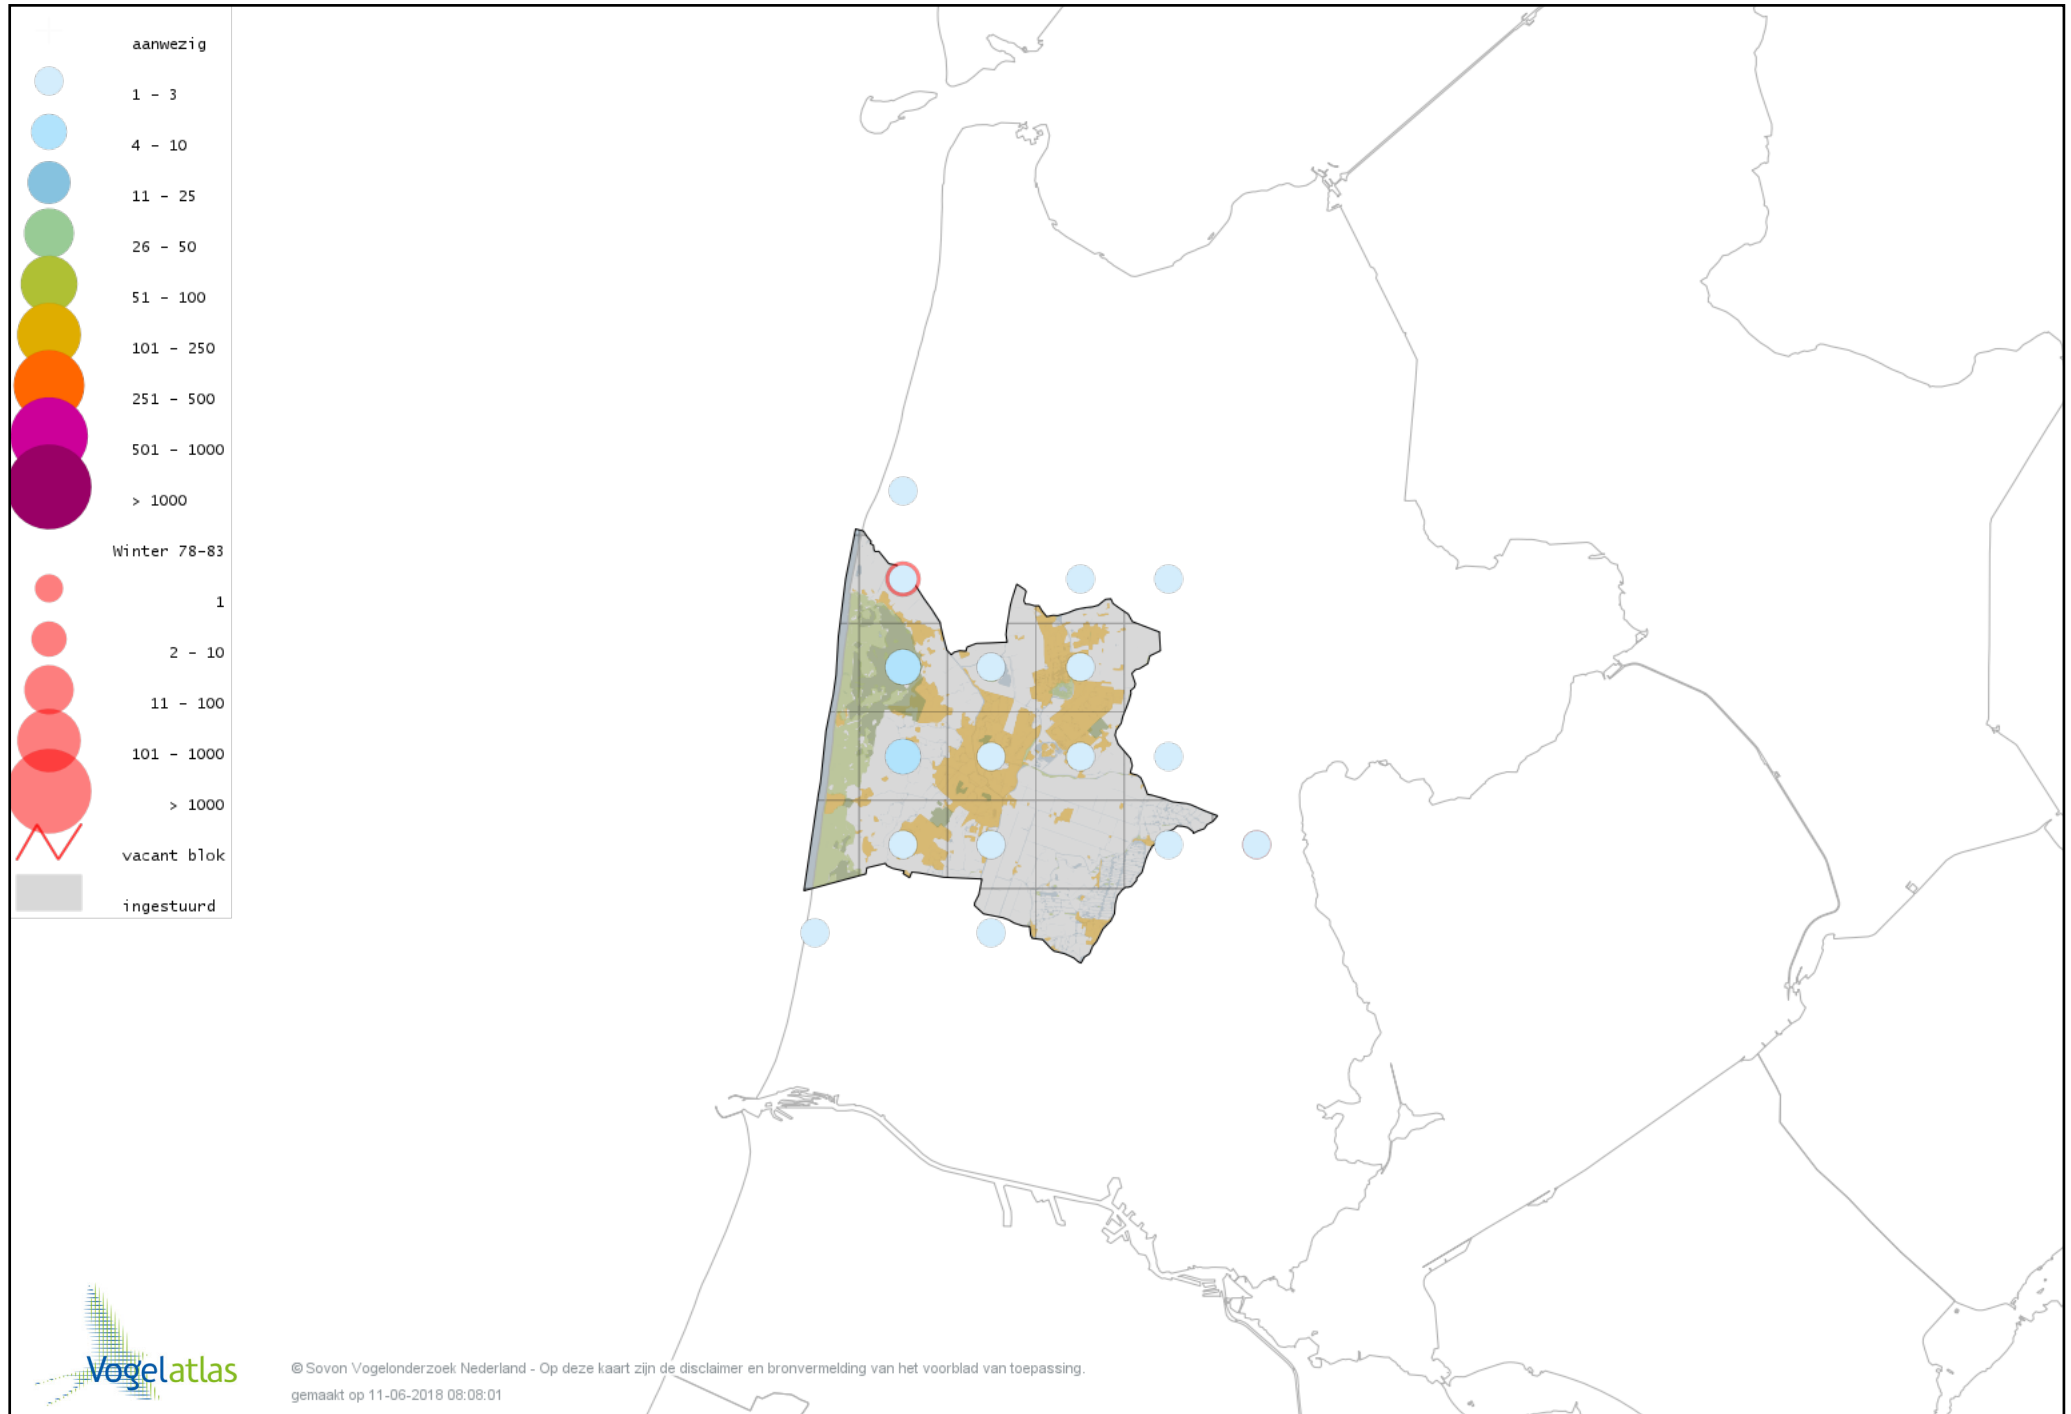 aanwezig
1 - 3
4 - 10
11 - 25
26 - 50
51 - 100
101 - 250
251 - 500
501 - 1000
> 1000
Winter 78-83
1
2 - 10
11 - 100
101 - 1000
> 1000
vacant blok
ingestuurd
Vogelatlas
© Sovon Vogelonderzoek Nederland - Op deze kaart zijn de disclaimer en bronvermelding van het voorblad van toepassing.
gemaakt op 11-06-2018 08:08:01